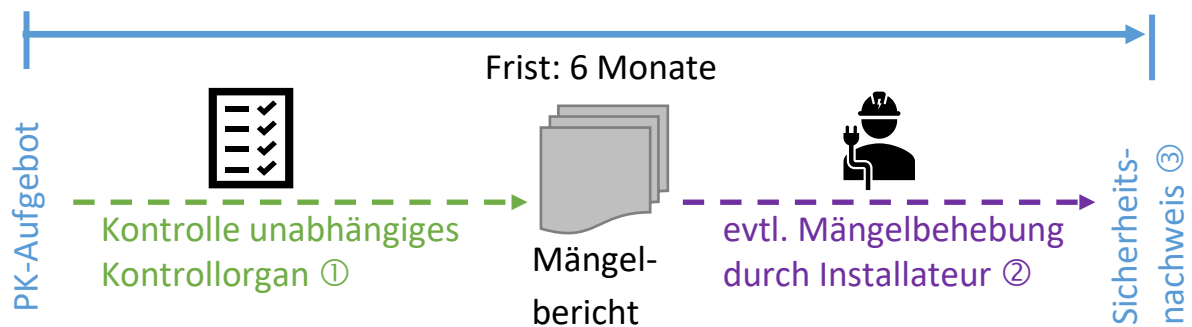 Frist: 6 Monate
PK-Aufgebot
Kontrolle unabhängiges
Kontrollorgan ①
Mängel-
bericht
evtl. Mängelbehebung
durch Installateur ②
Sicherheits-
nachweis ③